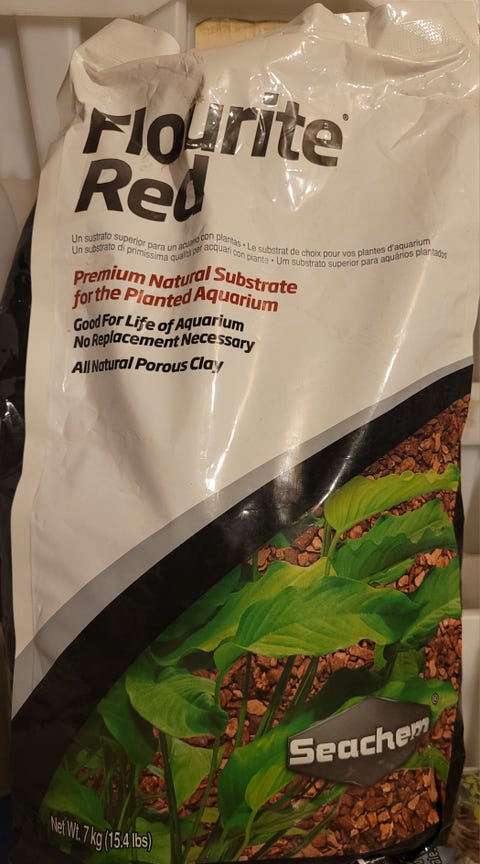 Flourite®
Red
Un sustrato superior para un acuario con plantas • Le substrat de choix pour vos plantes d'aquarium
Un substrato di primissima qualità per acquari con piante • Um substrato superior para aquários plantados
Premium Natural Substrate
for the Planted Aquarium
Good For Life of Aquarium
No Replacement Necessary
All Natural Porous Clay
Seachem®
Net Wt. 7 kg (15.4 lbs)